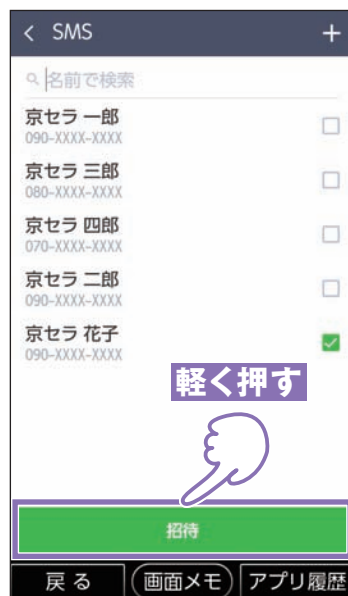 < SMS +
名前で検索
京セラ 一郎
090-XXXX-XXXX
京セラ 三郎
080-XXXX-XXXX
京セラ 四郎
070-XXXX-XXXX
京セラ 二郎
090-XXXX-XXXX
京セラ 花子
090-XXXX-XXXX
軽く押す
招待
戻る 画面メモ アプリ履歴